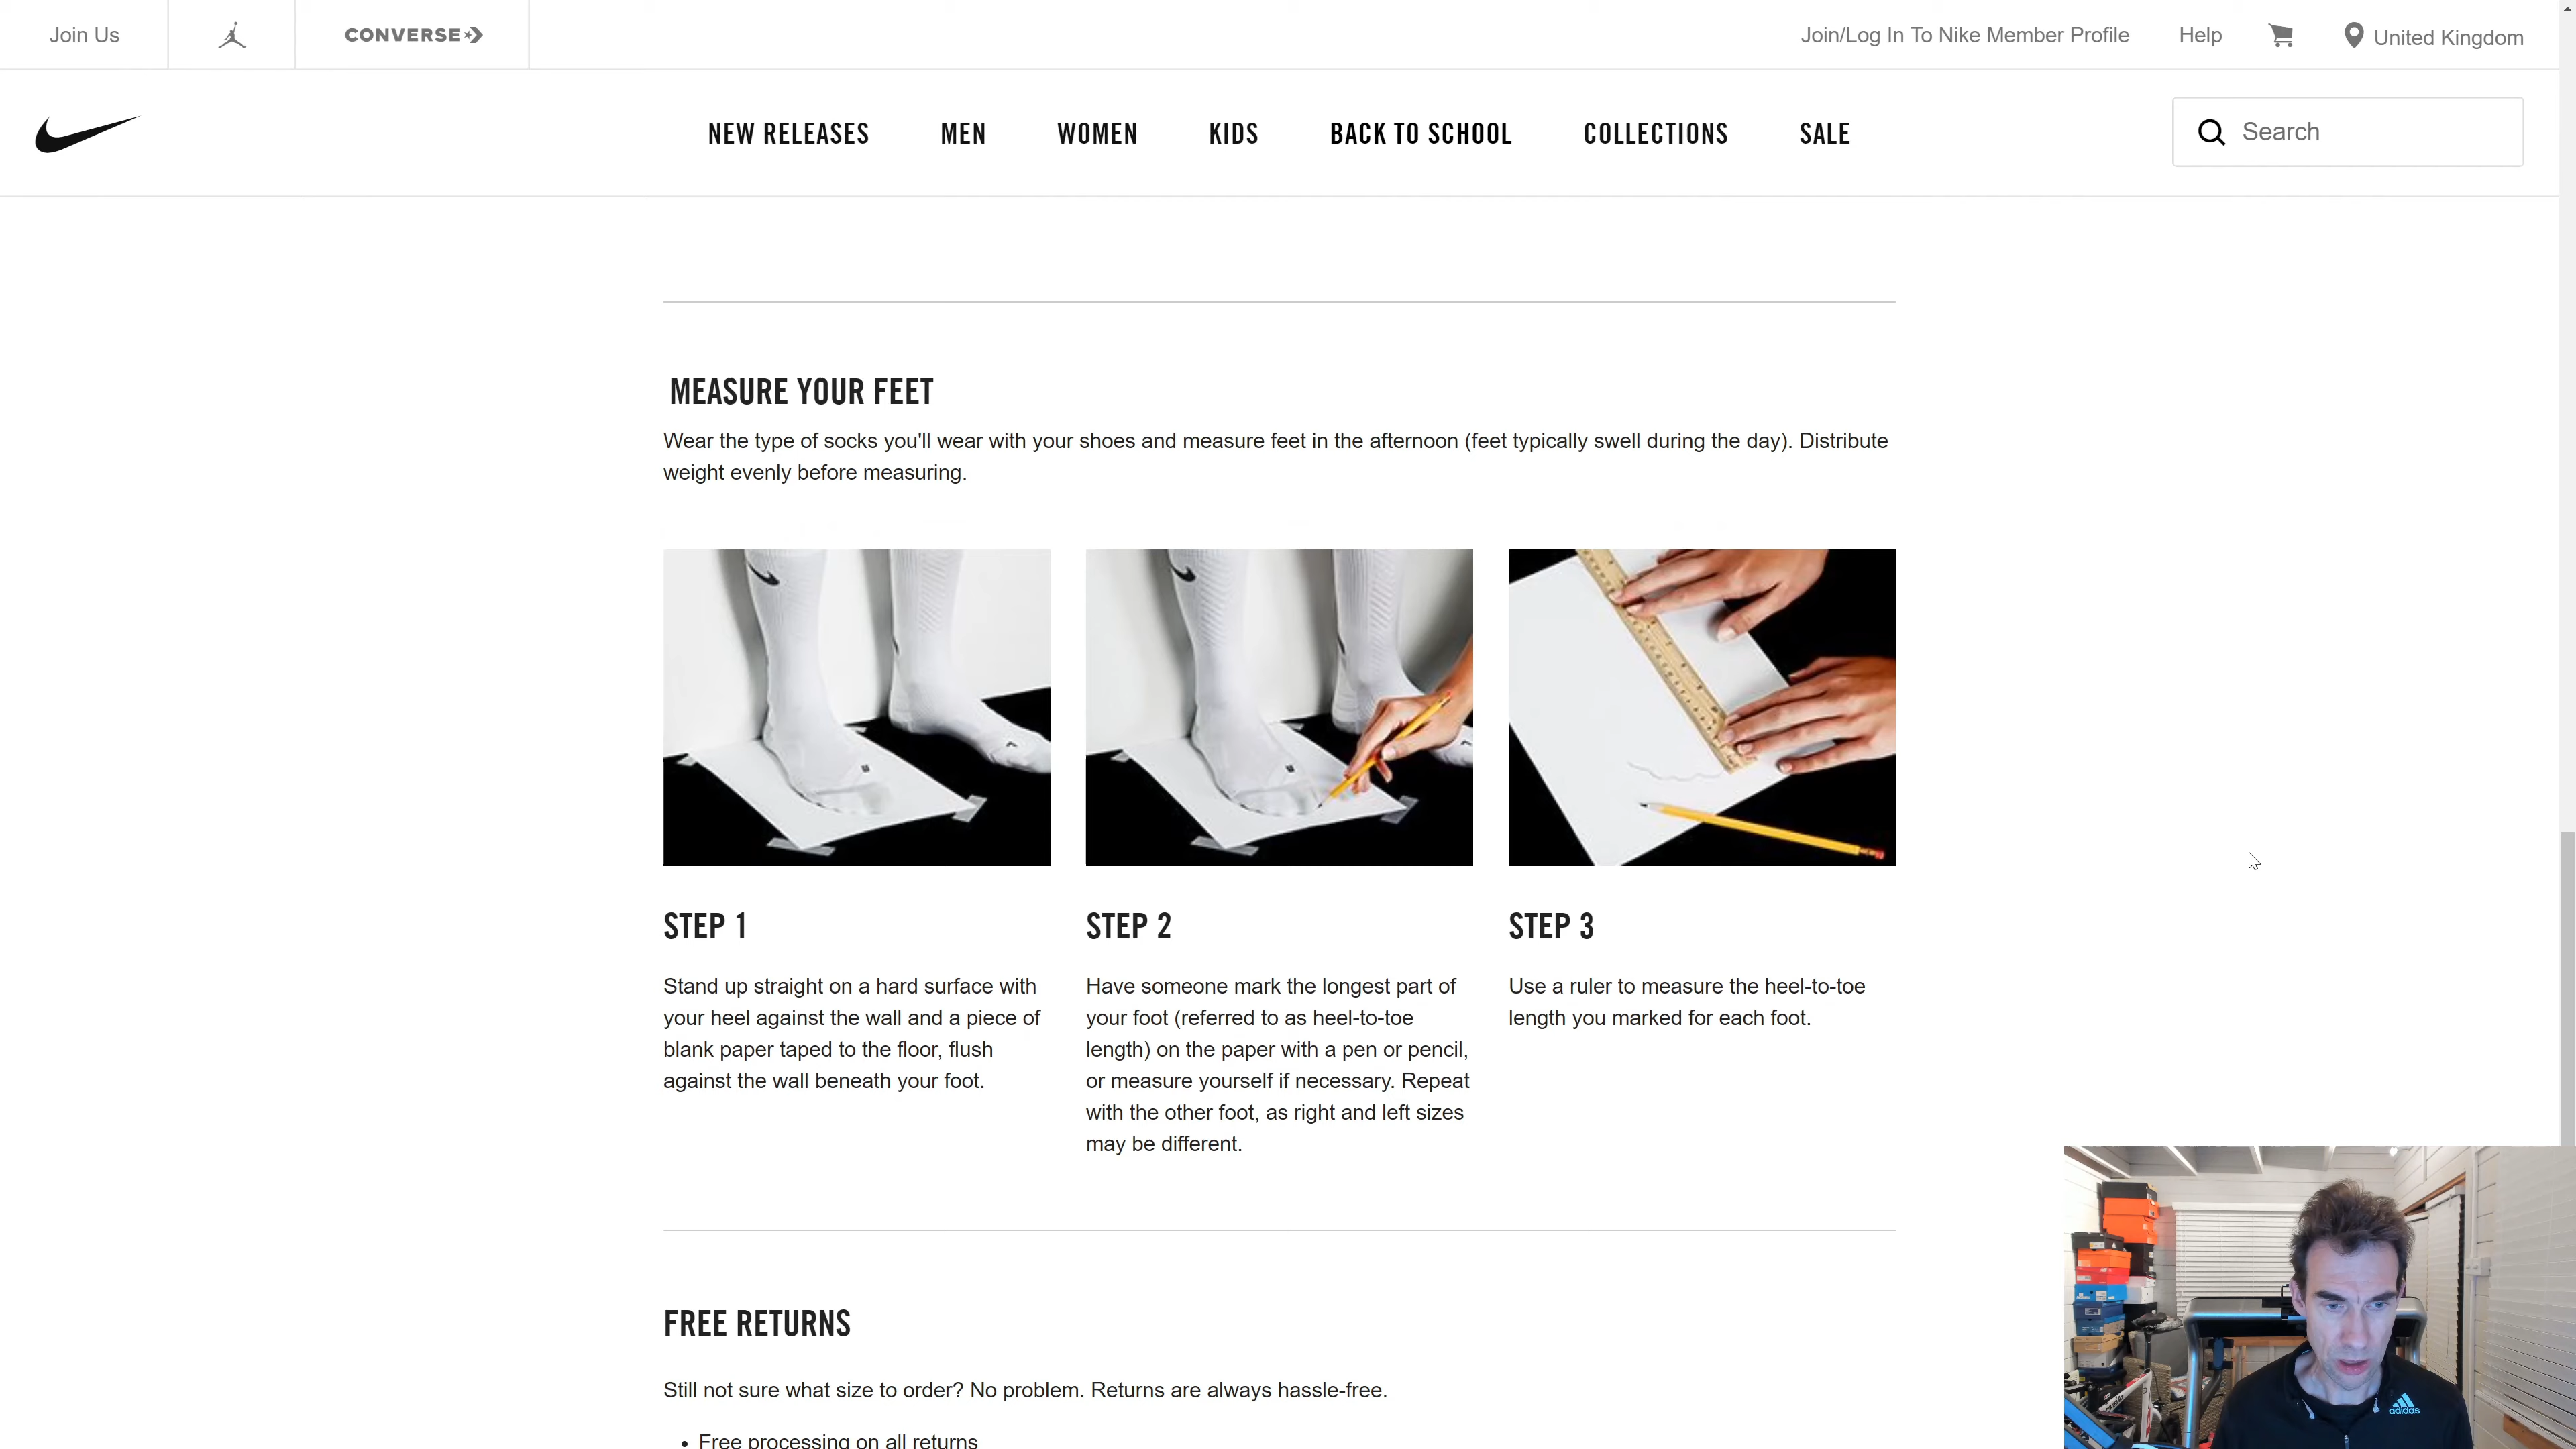 Join Us
CONVERSE
Join/Log In To Nike Member Profile
Help
United Kingdom
NEW RELEASES
MEN
WOMEN
KIDS
BACK TO SCHOOL
COLLECTIONS
SALE
Search
MEASURE YOUR FEET
Wear the type of socks you'll wear with your shoes and measure feet in the afternoon (feet typically swell during the day). Distribute
weight evenly before measuring.
STEP 1
Stand up straight on a hard surface with
your heel against the wall and a piece of
blank paper taped to the floor, flush
against the wall beneath your foot.
STEP 2
Have someone mark the longest part of
your foot (referred to as heel-to-toe
length) on the paper with a pen or pencil,
or measure yourself if necessary. Repeat
with the other foot, as right and left sizes
may be different.
STEP 3
Use a ruler to measure the heel-to-toe
length you marked for each foot.
FREE RETURNS
Still not sure what size to order? No problem. Returns are always hassle-free.
• Free processing on all returns
adidas